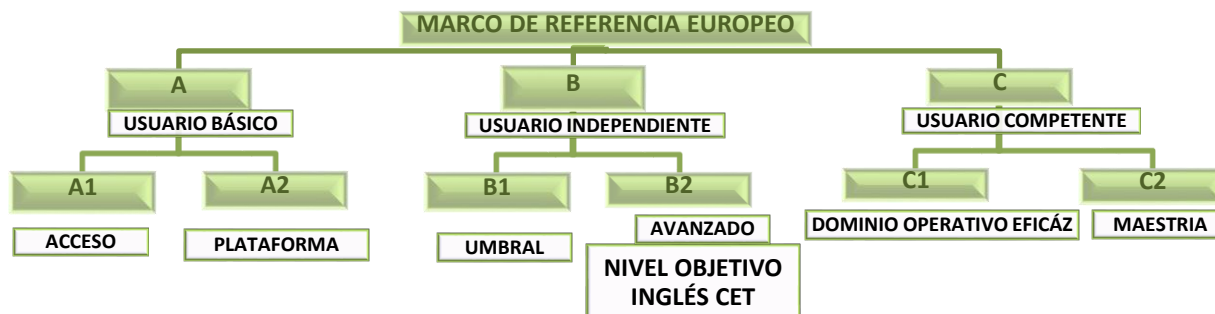 MARCO DE REFERENCIA EUROPEO
A
USUARIO BÁSICO
B
USUARIO INDEPENDIENTE
C
USUARIO COMPETENTE
A1
ACCESO
A2
PLATAFORMA
B1
UMBRAL
B2
AVANZADO
NIVEL OBJETIVO
INGLÉS CET
C1
DOMINIO OPERATIVO EFICÁZ
C2
MAESTRIA